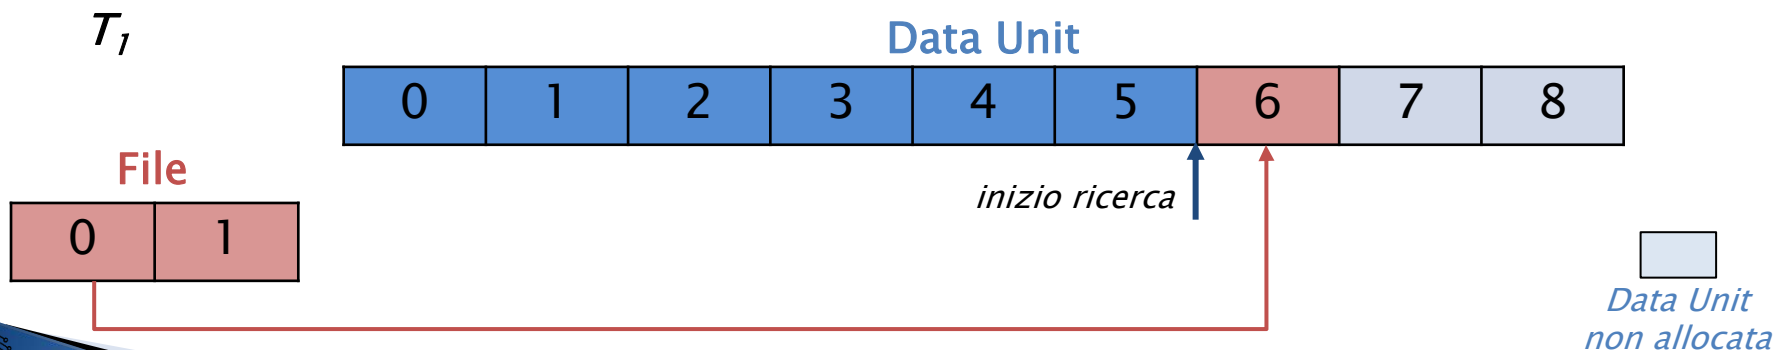 T1
Data Unit
0 1 2 3 4 5 6 7 8
File
inizio ricerca
0 1
Data Unit
non allocata